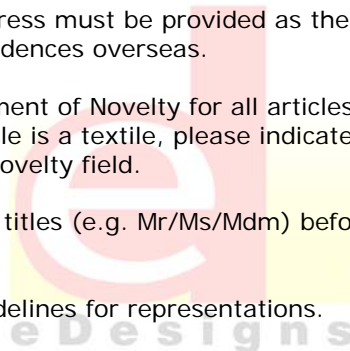 ress must be provided as the
dences overseas.
ment of Novelty for all articles
le is a textile, please indicate
ovelty field.
titles (e.g. Mr/Ms/Mdm) befo
delines for representations.
eDesigns